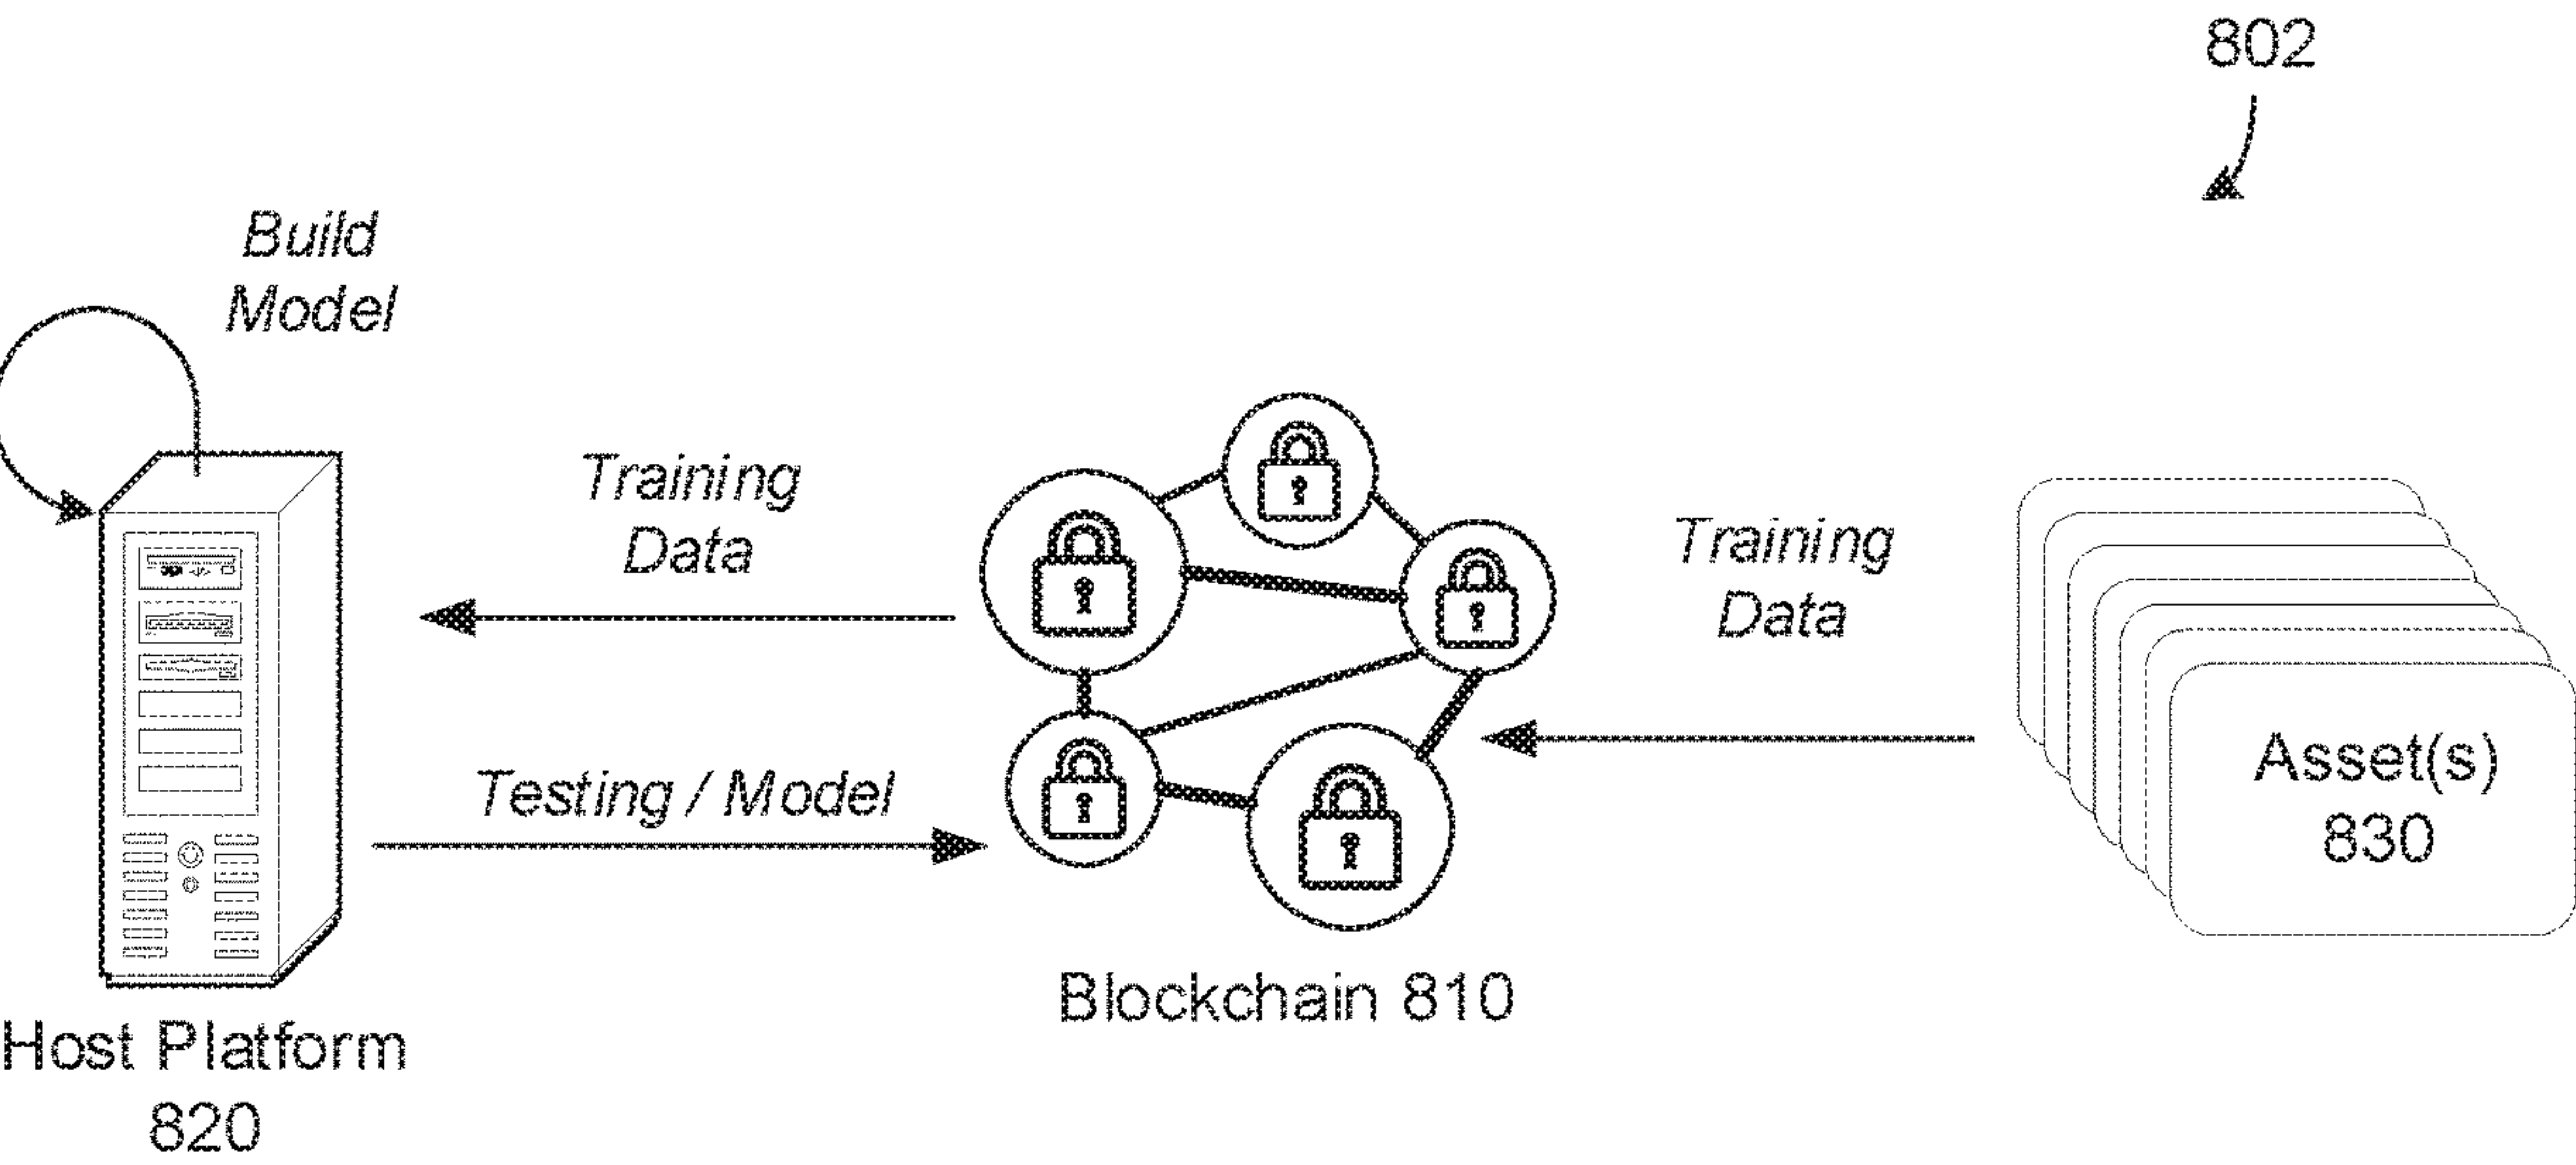 802
Build
Model
Training
Data
Training
Data
Testing / Model
Asset(s)
830
Blockchain 810
Host Platform
820